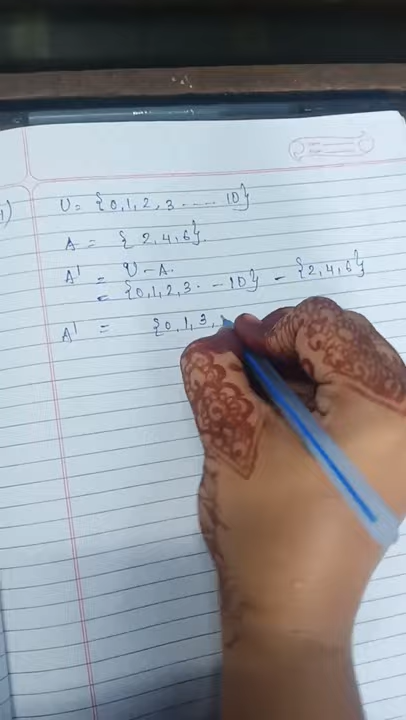 1)
U = {0,1,2,3.....10}
A = {2,4,6}.
A' = U-A.
= {0,1,2,3.--10} - {2,4,6}
A' = {0,1,3,